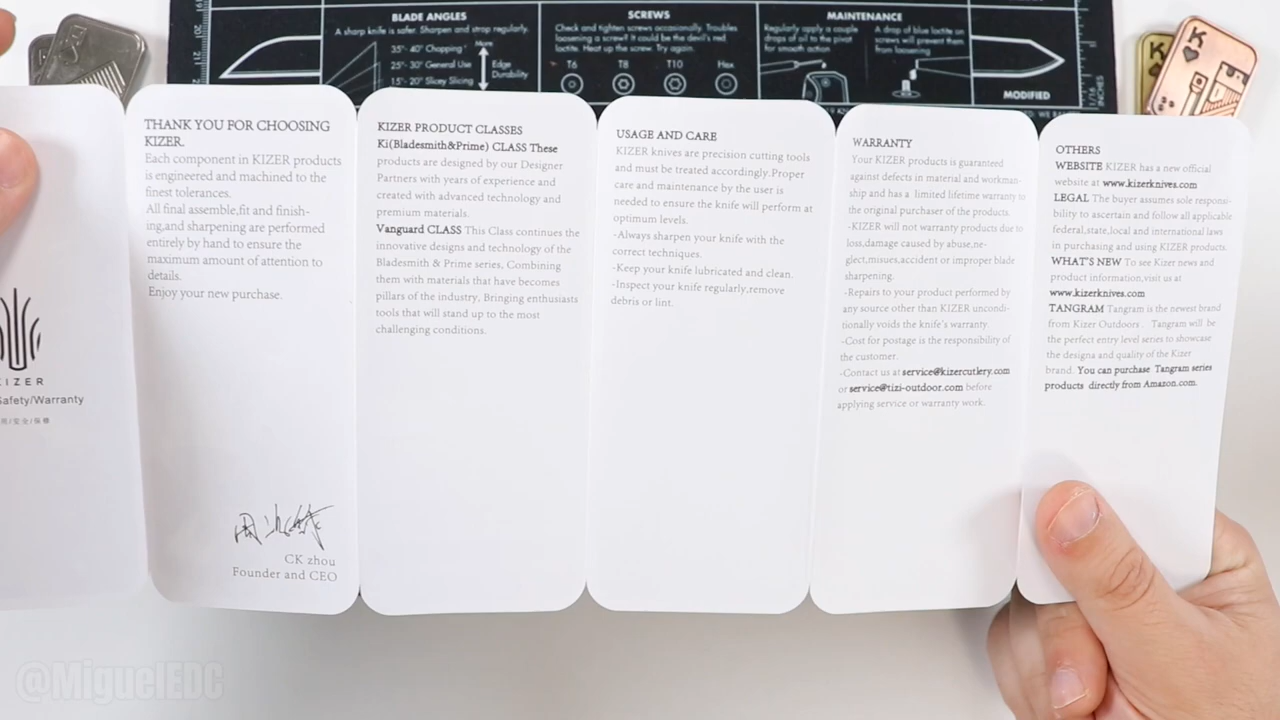 BLADE ANGLES
A sharp knife is safer. Sharpen and strop regularly.
35°- 40° Chopping
25°- 30° General Use
15°- 20° Slicey Slicing
More
Edge
Durability
SCREWS
Check and tighten screws occasionally. Troubles
loosening a screw? It could be the devil's red
loctite. Heat up the screw. Try again.
T6 T8 T10 Hex
MAINTENANCE
Regularly apply a couple
drops of oil to the pivot
for smooth action
A drop of blue loctite on
screws will prevent them
from loosening
MODIFIED
1/16 INCHES
K
K
KIZER
Safety/Warranty
/安全/保修
THANK YOU FOR CHOOSING
KIZER.
Each component in KIZER products
is engineered and machined to the
finest tolerances.
All final assemble,fit and finish-
ing,and sharpening are performed
entirely by hand to ensure the
maximum amount of attention to
details.
Enjoy your new purchase.
CK zhou
Founder and CEO
KIZER PRODUCT CLASSES
Ki(Bladesmith&Prime) CLASS These
products are designed by our Designer
Partners with years of experience and
created with advanced technology and
premium materials.
Vanguard CLASS This Class continues the
innovative designs and technology of the
Bladesmith & Prime series, Combining
them with materials that have becomes
pillars of the industry, Bringing enthusiasts
tools that will stand up to the most
challenging conditions.
USAGE AND CARE
KIZER knives are precision cutting tools
and must be treated accordingly.Proper
care and maintenance by the user is
needed to ensure the knife will perform at
optimum levels.
-Always sharpen your knife with the
correct techniques.
-Keep your knife lubricated and clean.
-Inspect your knife regularly,remove
debris or lint.
WARRANTY
Your KIZER products is guaranteed
against defects in material and workman-
ship and has a limited lifetime warranty to
the original purchaser of the products.
-KIZER will not warranty products due to
loss,damage caused by abuse,ne-
glect,misues,accident or improper blade
sharpening.
-Repairs to your product performed by
any source other than KIZER uncondi-
tionally voids the knife's warranty.
-Cost for postage is the responsibility of
the customer.
-Contact us at service@kizercutlery.com
or service@tizi-outdoor.com before
applying service or warranty work.
OTHERS
WEBSITE KIZER has a new official
website at www.kizerknives.com
LEGAL The buyer assumes sole responsi-
bility to ascertain and follow all applicable
federal,state,local and international laws
in purchasing and using KIZER products.
WHAT'S NEW To see Kizer news and
product information,visit us at
www.kizerknives.com
TANGRAM Tangram is the newest brand
from Kizer Outdoors . Tangram will be
the perfect entry level series to showcase
the designa and quality of the Kizer
brand. You can purchase Tangram series
products directly from Amazon.com.
@MiguelEDC